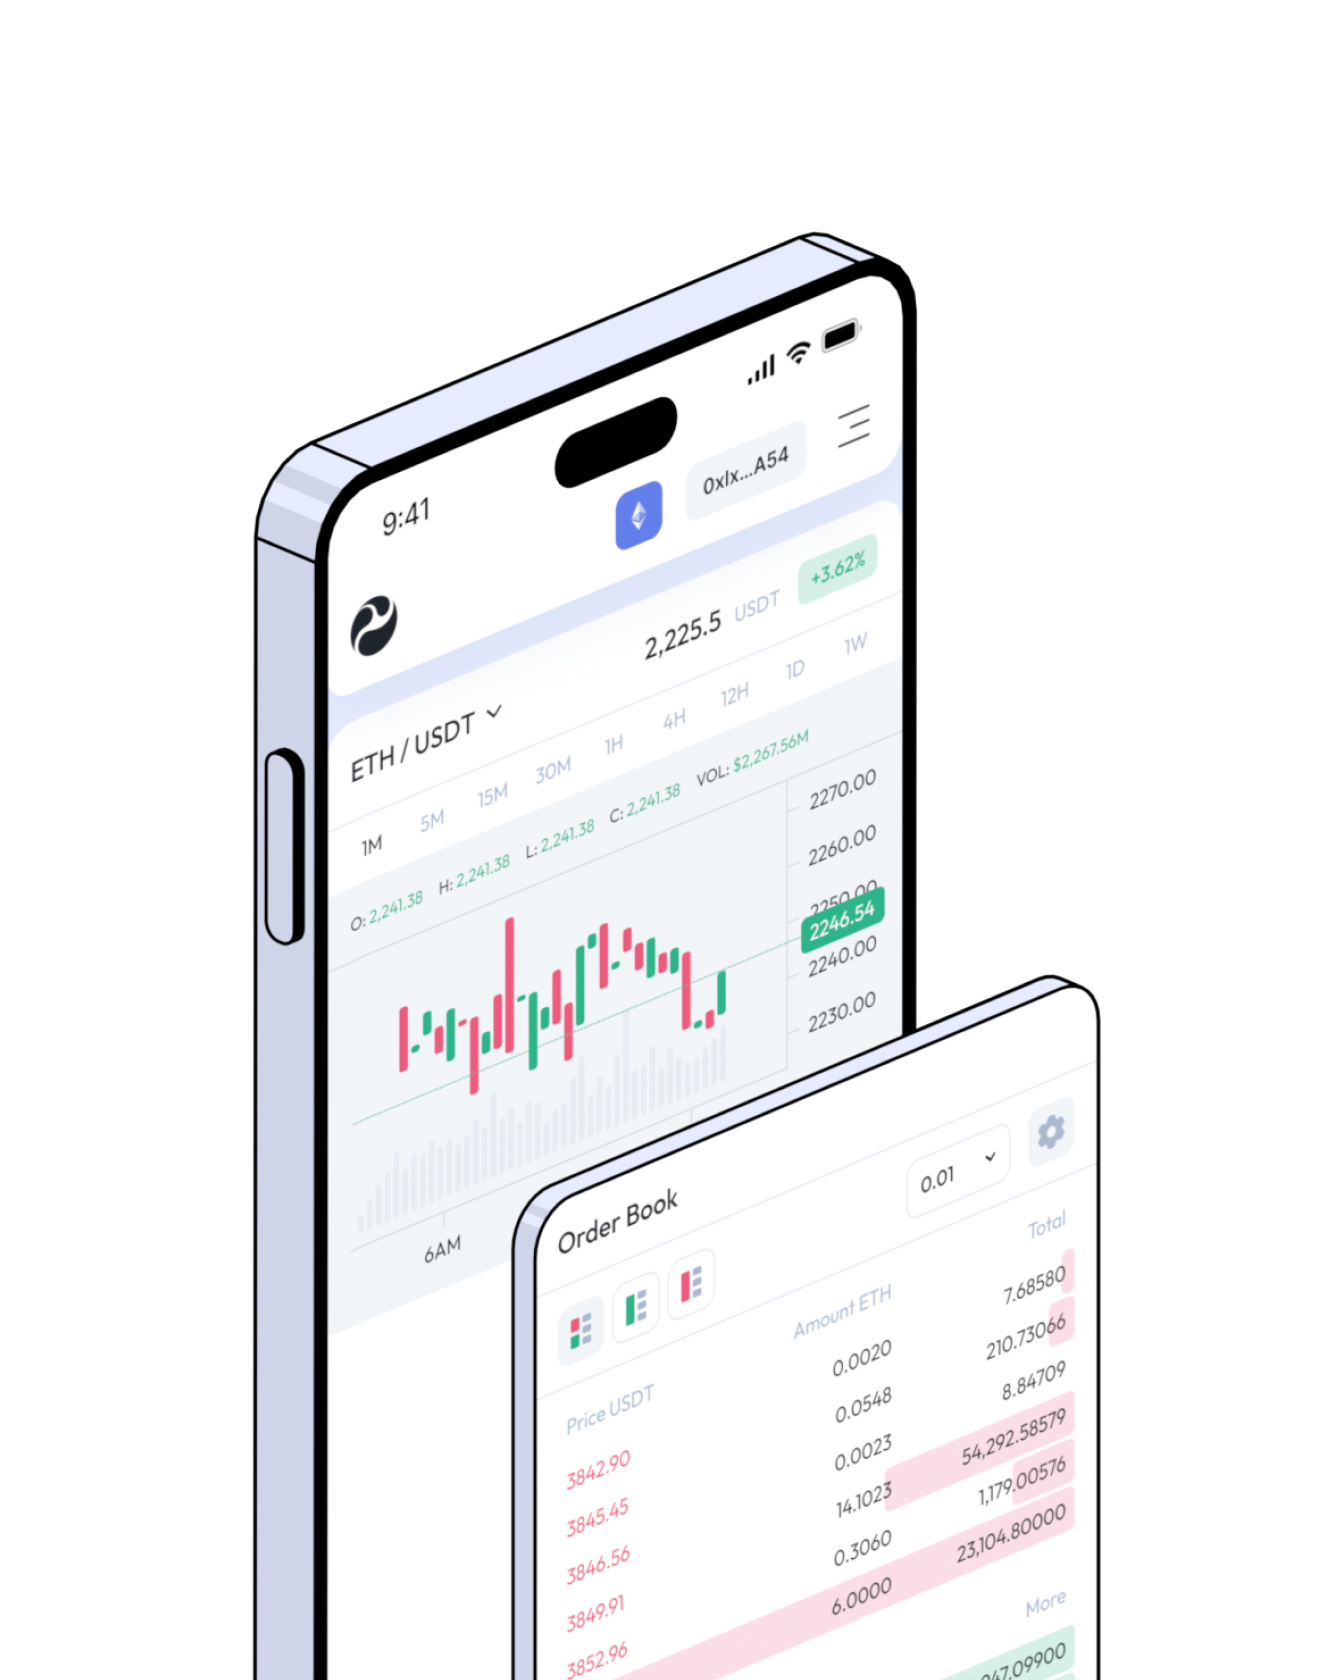 9:41
0xlx...A54
ETH / USDT
2,225.5 USDT +3.62%
1M 5M 15M 30M 1H 4H 12H 1D 1W
O: 2,241.38 H: 2,241.38 L: 2,241.38 C: 2,241.38 VOL: $2,267.56M
2270.00
2260.00
2250.00
2246.54
2240.00
2230.00
6AM
Order Book 0.01
Price USDT Amount ETH Total
3842.90 0.0020 7.68580
3845.45 0.0548 210.73066
3846.56 0.0023 8.84709
3849.91 14.1023 54,292.58579
3852.96 0.3060 1,179.00576
6.0000 23,104.80000
More